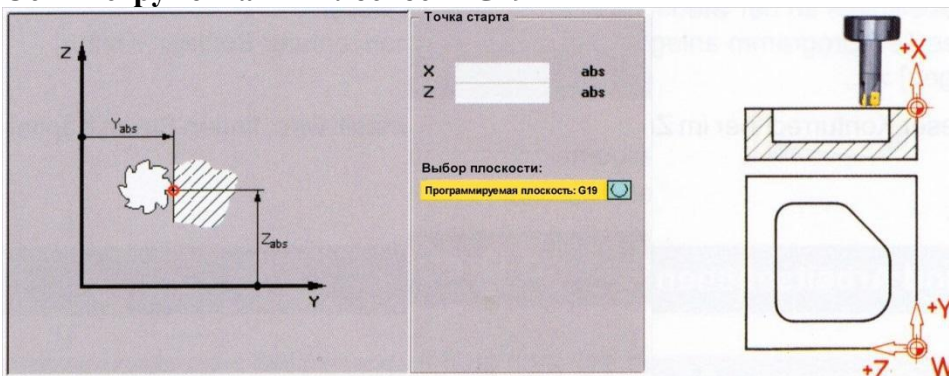 Точка старта
X abs
Z abs
Выбор плоскости:
Программируемая плоскость: G19
Z
Yabs
Zabs
Y
+X
+Y
+Z
W